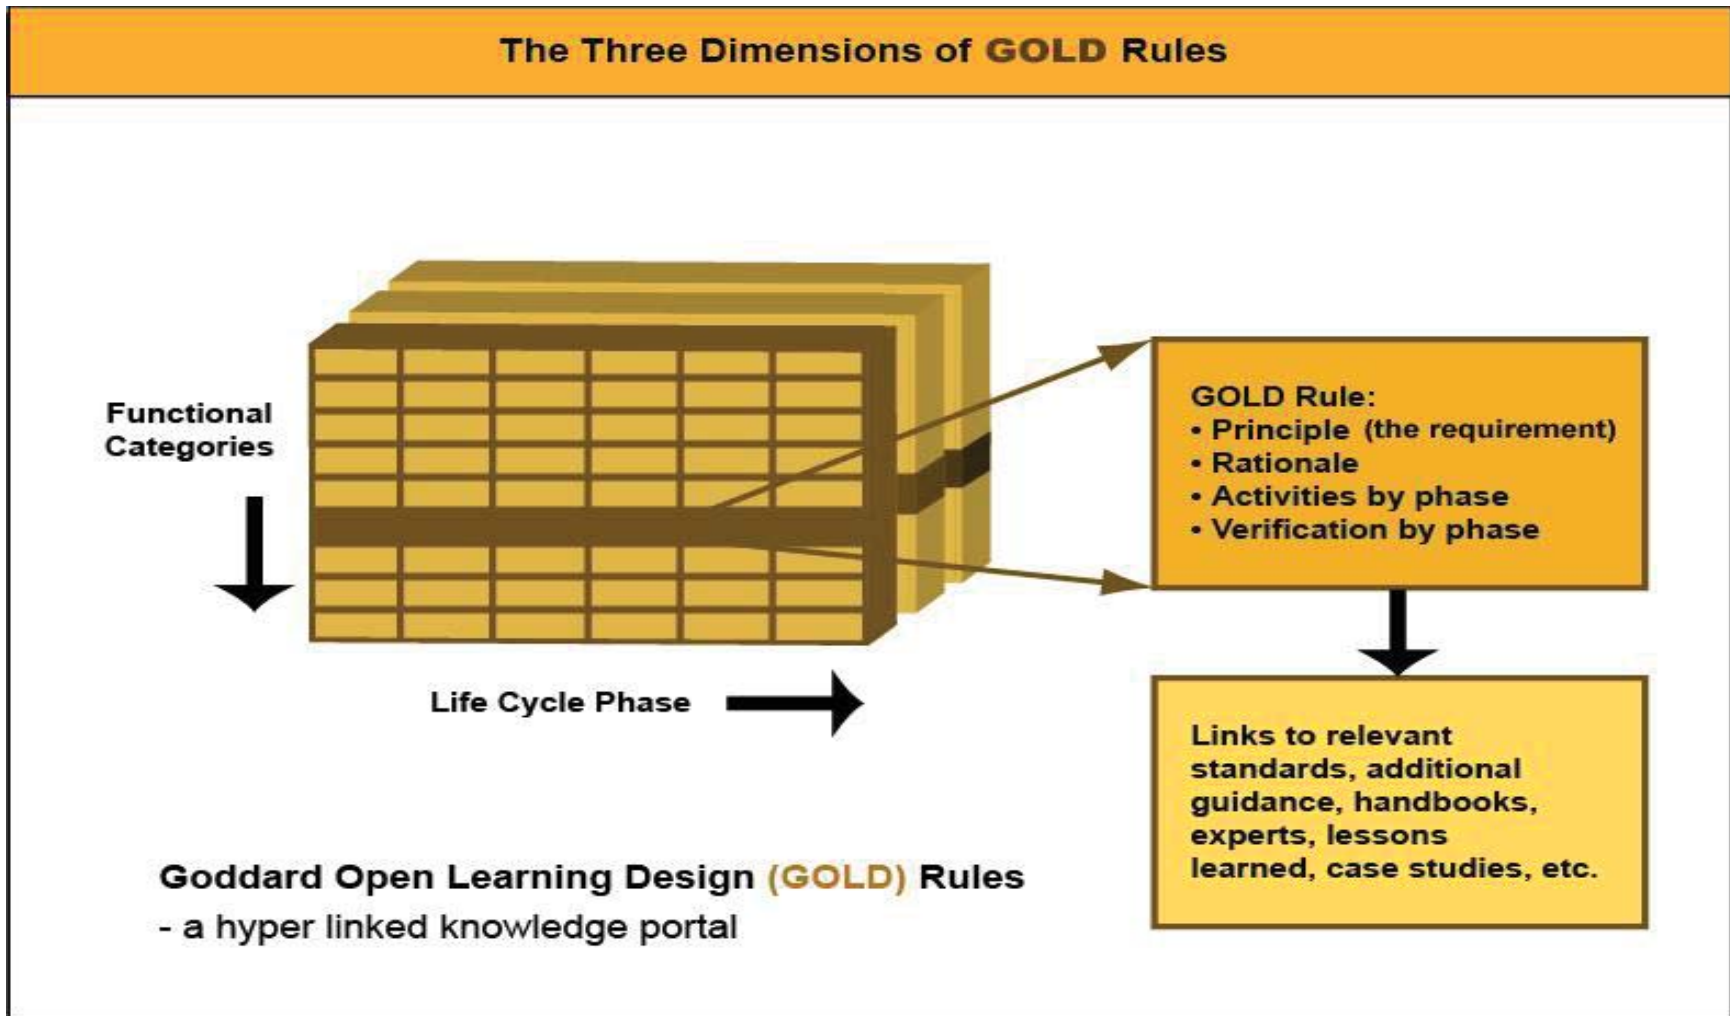 The Three Dimensions of GOLD Rules
Functional
Categories
Life Cycle Phase
GOLD Rule:
• Principle (the requirement)
• Rationale
• Activities by phase
• Verification by phase
Links to relevant
standards, additional
guidance, handbooks,
experts, lessons
learned, case studies, etc.
Goddard Open Learning Design (GOLD) Rules
- a hyper linked knowledge portal